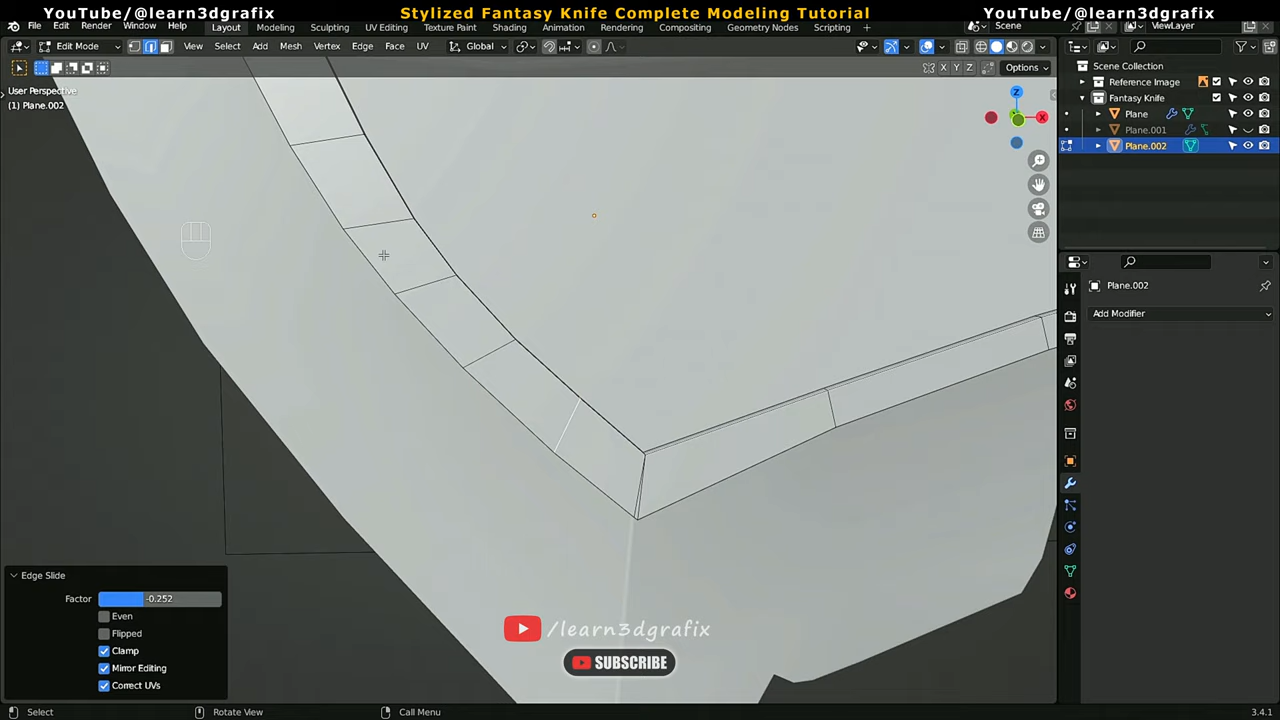 YouTube/@learn3dgrafix
Stylized Fantasy Knife Complete Modeling Tutorial
YouTube/@learn3dgrafix
File Edit Render Window Help
Layout Modeling Sculpting UV Editing Texture Paint Shading Animation Rendering Compositing Geometry Nodes Scripting +
Scene
ViewLayer
Edit Mode
View Select Add Mesh Vertex Edge Face UV
Global
X Y Z
Options
User Perspective
(1) Plane.002
Z
X
Scene Collection
Reference Image
Fantasy Knife
Plane
Plane.001
Plane.002
Plane.002
Add Modifier
Edge Slide
Factor -0.252
Even
Flipped
Clamp
Mirror Editing
Correct UVs
/learn3dgrafix
SUBSCRIBE
Select
Rotate View
Call Menu
3.4.1